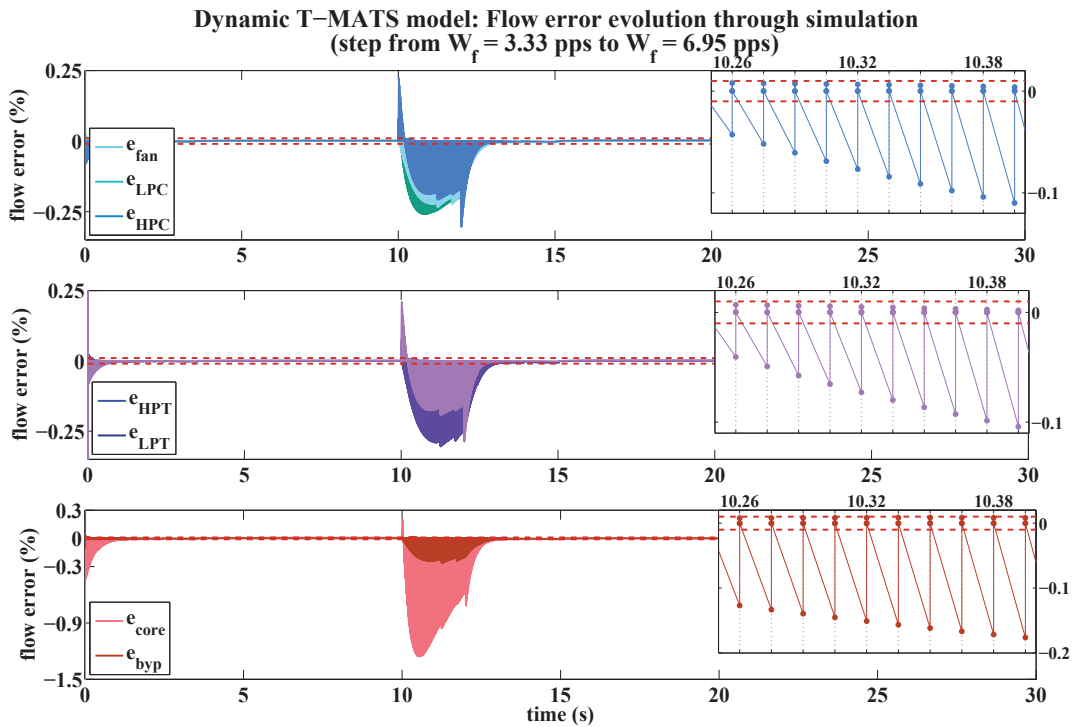 Dynamic T−MATS model: Flow error evolution through simulation
(step from W_f = 3.33 pps to W_f = 6.95 pps)
10.26 10.32 10.38
0.25
0
−0.25
flow error (%)
e_fan
e_LPC
e_HPC
0
−0.1
0 5 10 15 20 25 30
10.26 10.32 10.38
0.25
0
−0.25
flow error (%)
e_HPT
e_LPT
0
−0.1
0 5 10 15 20 25 30
10.26 10.32 10.38
0.3
0
−0.3
−0.9
−1.5
flow error (%)
e_core
e_byp
0
−0.1
−0.2
0 5 10 15 20 25 30
time (s)